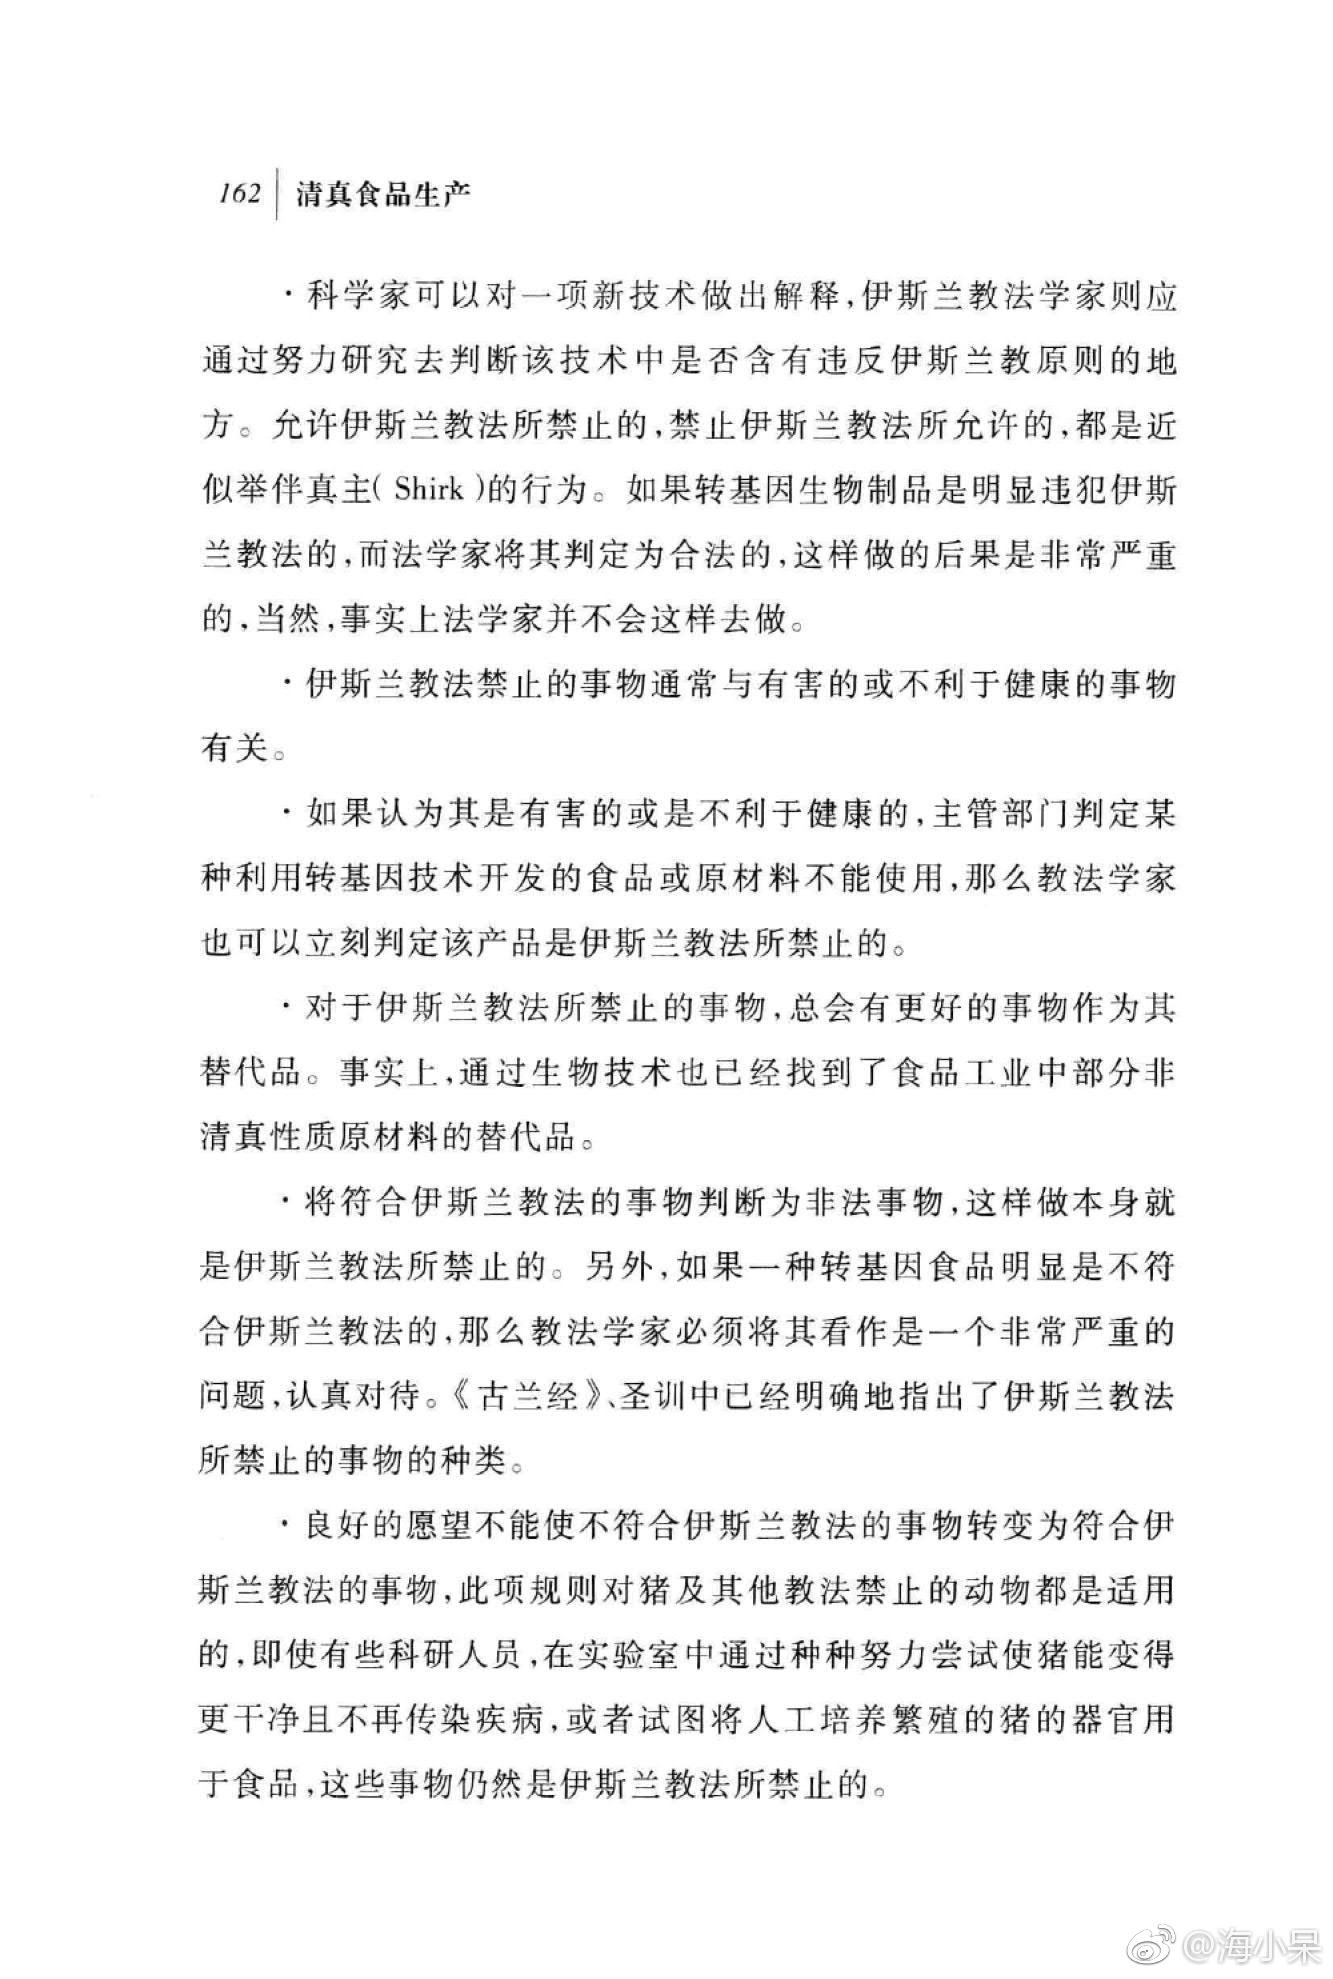 162 清真食品生产
·科学家可以对一项新技术做出解释,伊斯兰教法学家则应
通过努力研究去判断该技术中是否含有违反伊斯兰教原则的地
方。允许伊斯兰教法所禁止的,禁止伊斯兰教法所允许的,都是近
似举伴真主(Shirk)的行为。如果转基因生物制品是明显违犯伊斯
兰教法的,而法学家将其判定为合法的,这样做的后果是非常严重
的,当然,事实上法学家并不会这样去做。
·伊斯兰教法禁止的事物通常与有害的或不利于健康的事物
有关。
·如果认为其是有害的或是不利于健康的,主管部门判定某
种利用转基因技术开发的食品或原材料不能使用,那么教法学家
也可以立刻判定该产品是伊斯兰教法所禁止的。
·对于伊斯兰教法所禁止的事物,总会有更好的事物作为其
替代品。事实上,通过生物技术也已经找到了食品工业中部分非
清真性质原材料的替代品。
·将符合伊斯兰教法的事物判断为非法事物,这样做本身就
是伊斯兰教法所禁止的。另外,如果一种转基因食品明显是不符
合伊斯兰教法的,那么教法学家必须将其看作是一个非常严重的
问题,认真对待。《古兰经》、圣训中已经明确地指出了伊斯兰教法
所禁止的事物的种类。
·良好的愿望不能使不符合伊斯兰教法的事物转变为符合伊
斯兰教法的事物,此项规则对猪及其他教法禁止的动物都是适用
的,即使有些科研人员,在实验室中通过种种努力尝试使猪能变得
更干净且不再传染疾病,或者试图将人工培养繁殖的猪的器官用
于食品,这些事物仍然是伊斯兰教法所禁止的。
@海小呆